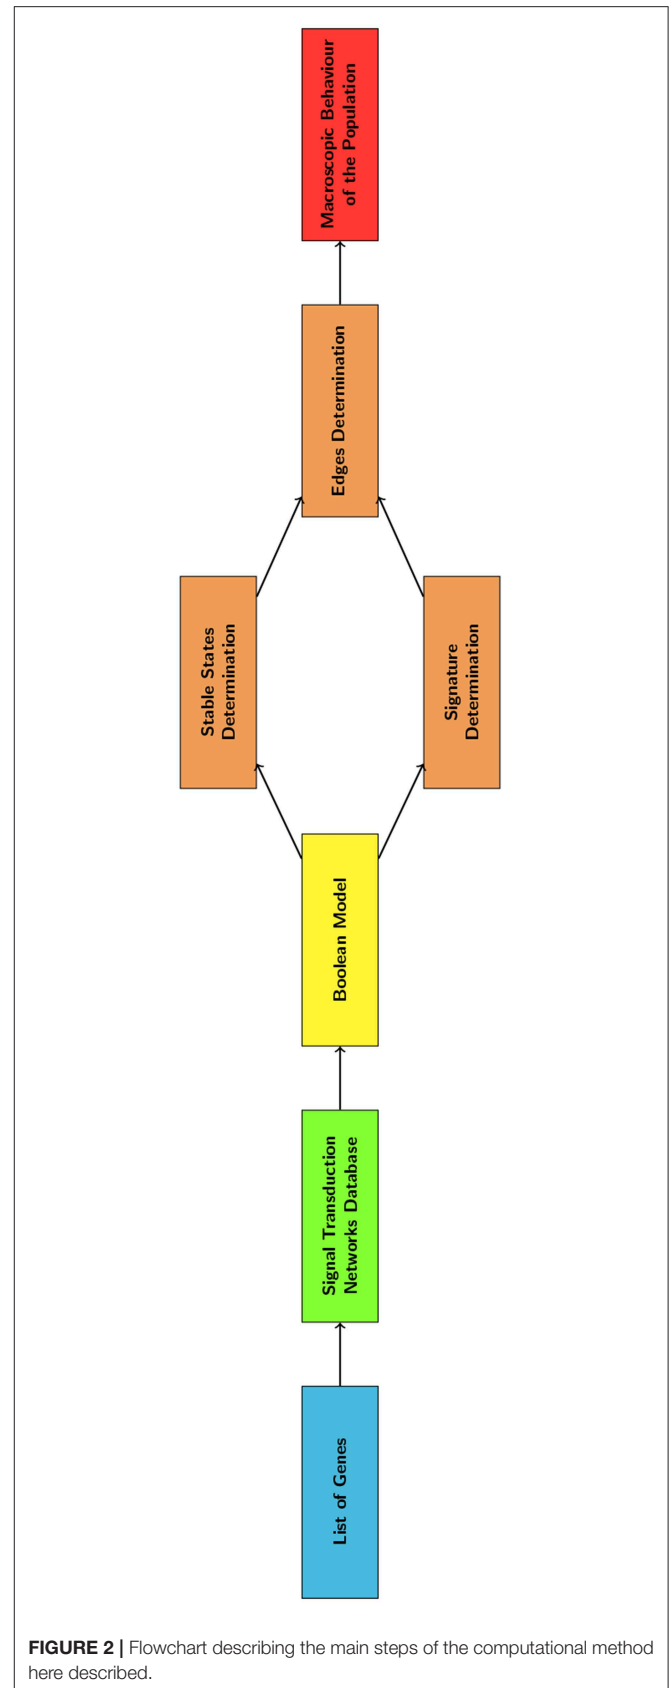 Macroscopic Behaviour
of the Population
Edges Determination
Stable States
Determination
Signature
Determination
Boolean Model
Signal Transduction
Networks Database
List of Genes
FIGURE 2 | Flowchart describing the main steps of the computational method
here described.